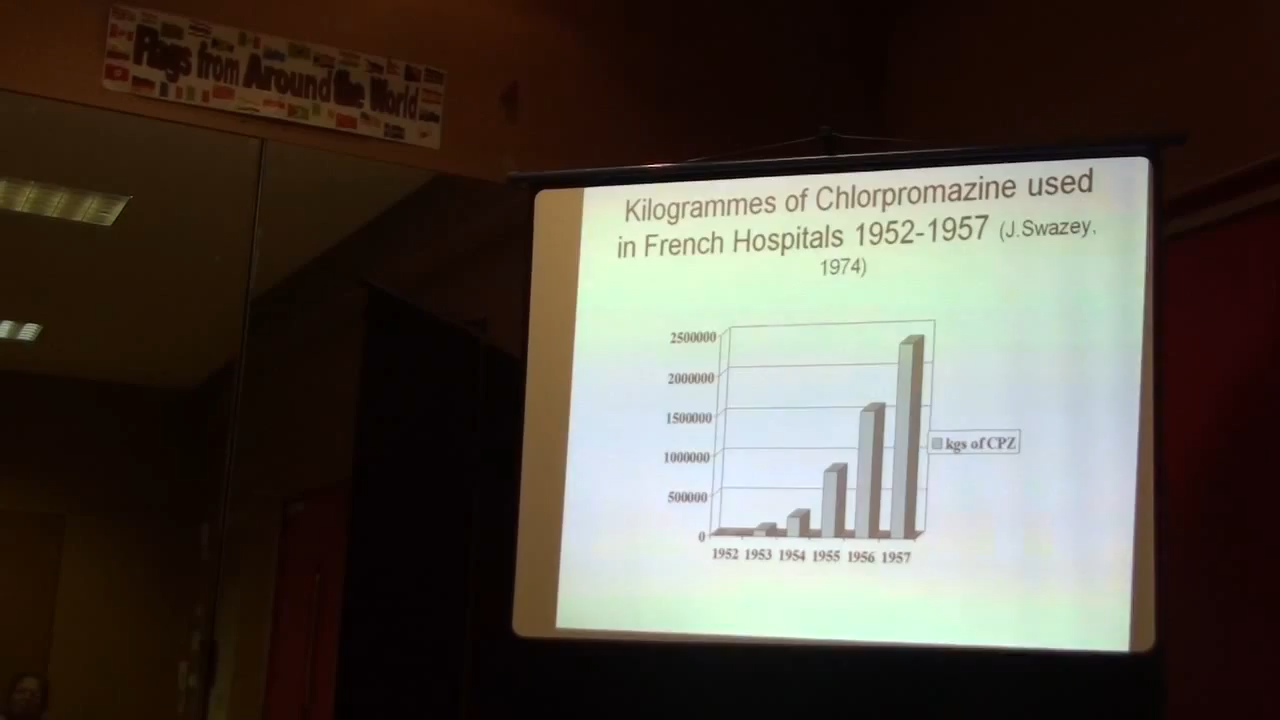 Flags from Around the World
Kilogrammes of Chlorpromazine used
in French Hospitals 1952-1957 (J.Swazey,
1974)
2500000
2000000
1500000
1000000
500000
0
kgs of CPZ
1952 1953 1954 1955 1956 1957